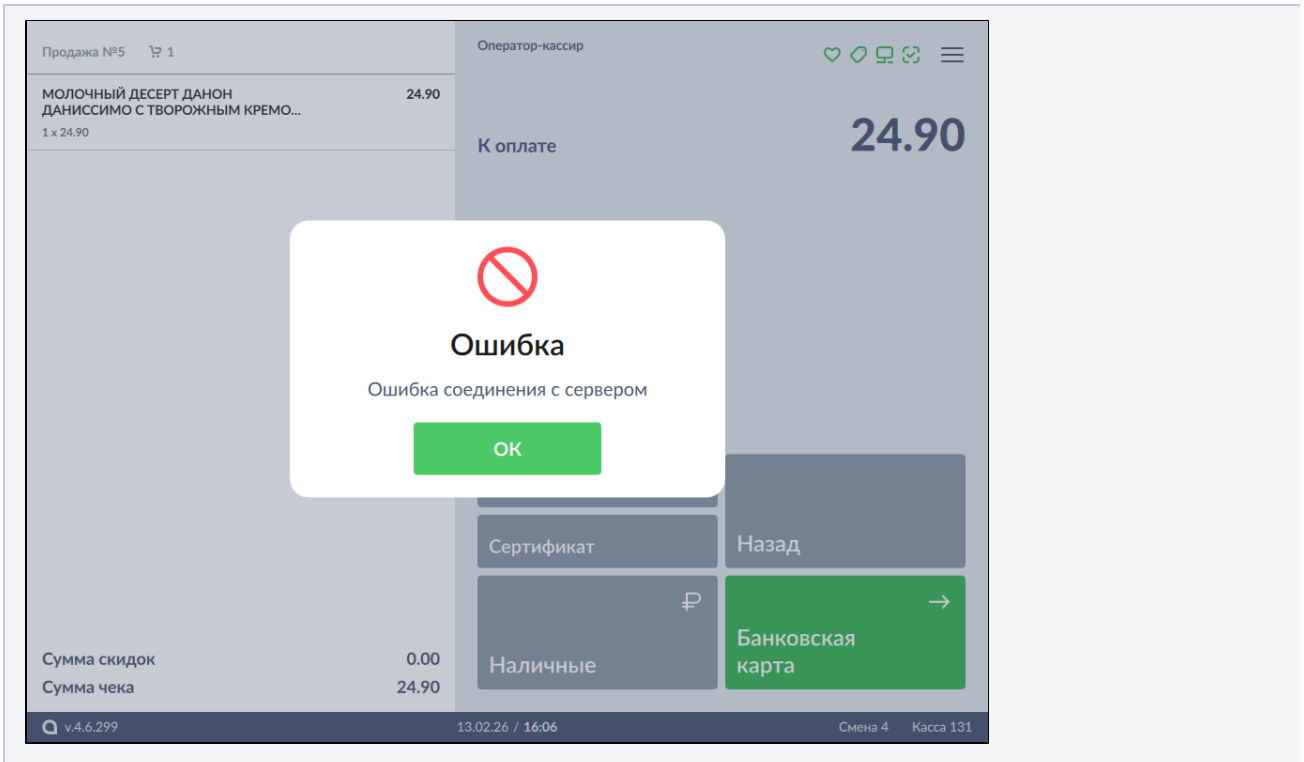 Продажа №5 1
Оператор-кассир
МОЛОЧНЫЙ ДЕСЕРТ ДАНОН 24.90
ДАНИССИМО С ТВОРОЖНЫМ КРЕМО...
1 x 24.90
К оплате 24.90
Ошибка
Ошибка соединения с сервером
ОК
Сертификат
Назад
Наличные
₽
Банковская
карта
Сумма скидок 0.00
Сумма чека 24.90
v.4.6.299 13.02.26 / 16:06 Смена 4 Касса 131